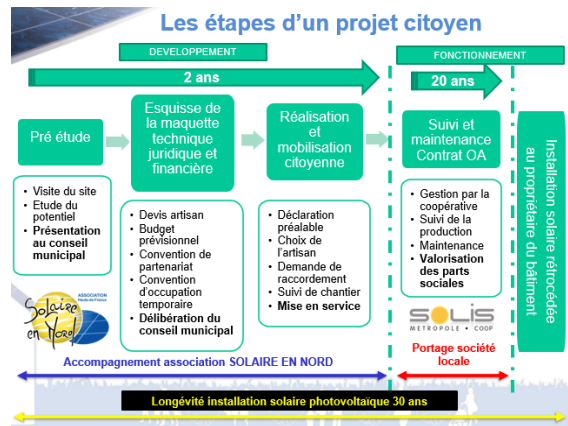 Les étapes d'un projet citoyen
DEVELOPPEMENT
FONCTIONNEMENT
2 ans
20 ans
Pré étude
Esquisse de
la maquette
technique
juridique et
financière
Réalisation
et
mobilisation
citoyenne
Suivi et
maintenance
Contrat OA
Installation solaire rétrocédée
au propriétaire du bâtiment
• Visite du site
• Etude du
potentiel
• Présentation
au conseil
municipal
• Devis artisan
• Budget
prévisionnel
• Convention de
partenariat
• Convention
d'occupation
temporaire
• Délibération du
conseil municipal
• Déclaration
préalable
• Choix de
l'artisan
• Demande de
raccordement
• Suivi de chantier
• Mise en service
• Gestion par la
coopérative
• Suivi de la
production
• Maintenance
• Valorisation
des parts
sociales
ASSOCIATION
Hauts-de-France
Solaire
en Nord
SOLIS
METROPOLE • COOP
Accompagnement association SOLAIRE EN NORD
Portage société
locale
Longévité installation solaire photovoltaïque 30 ans